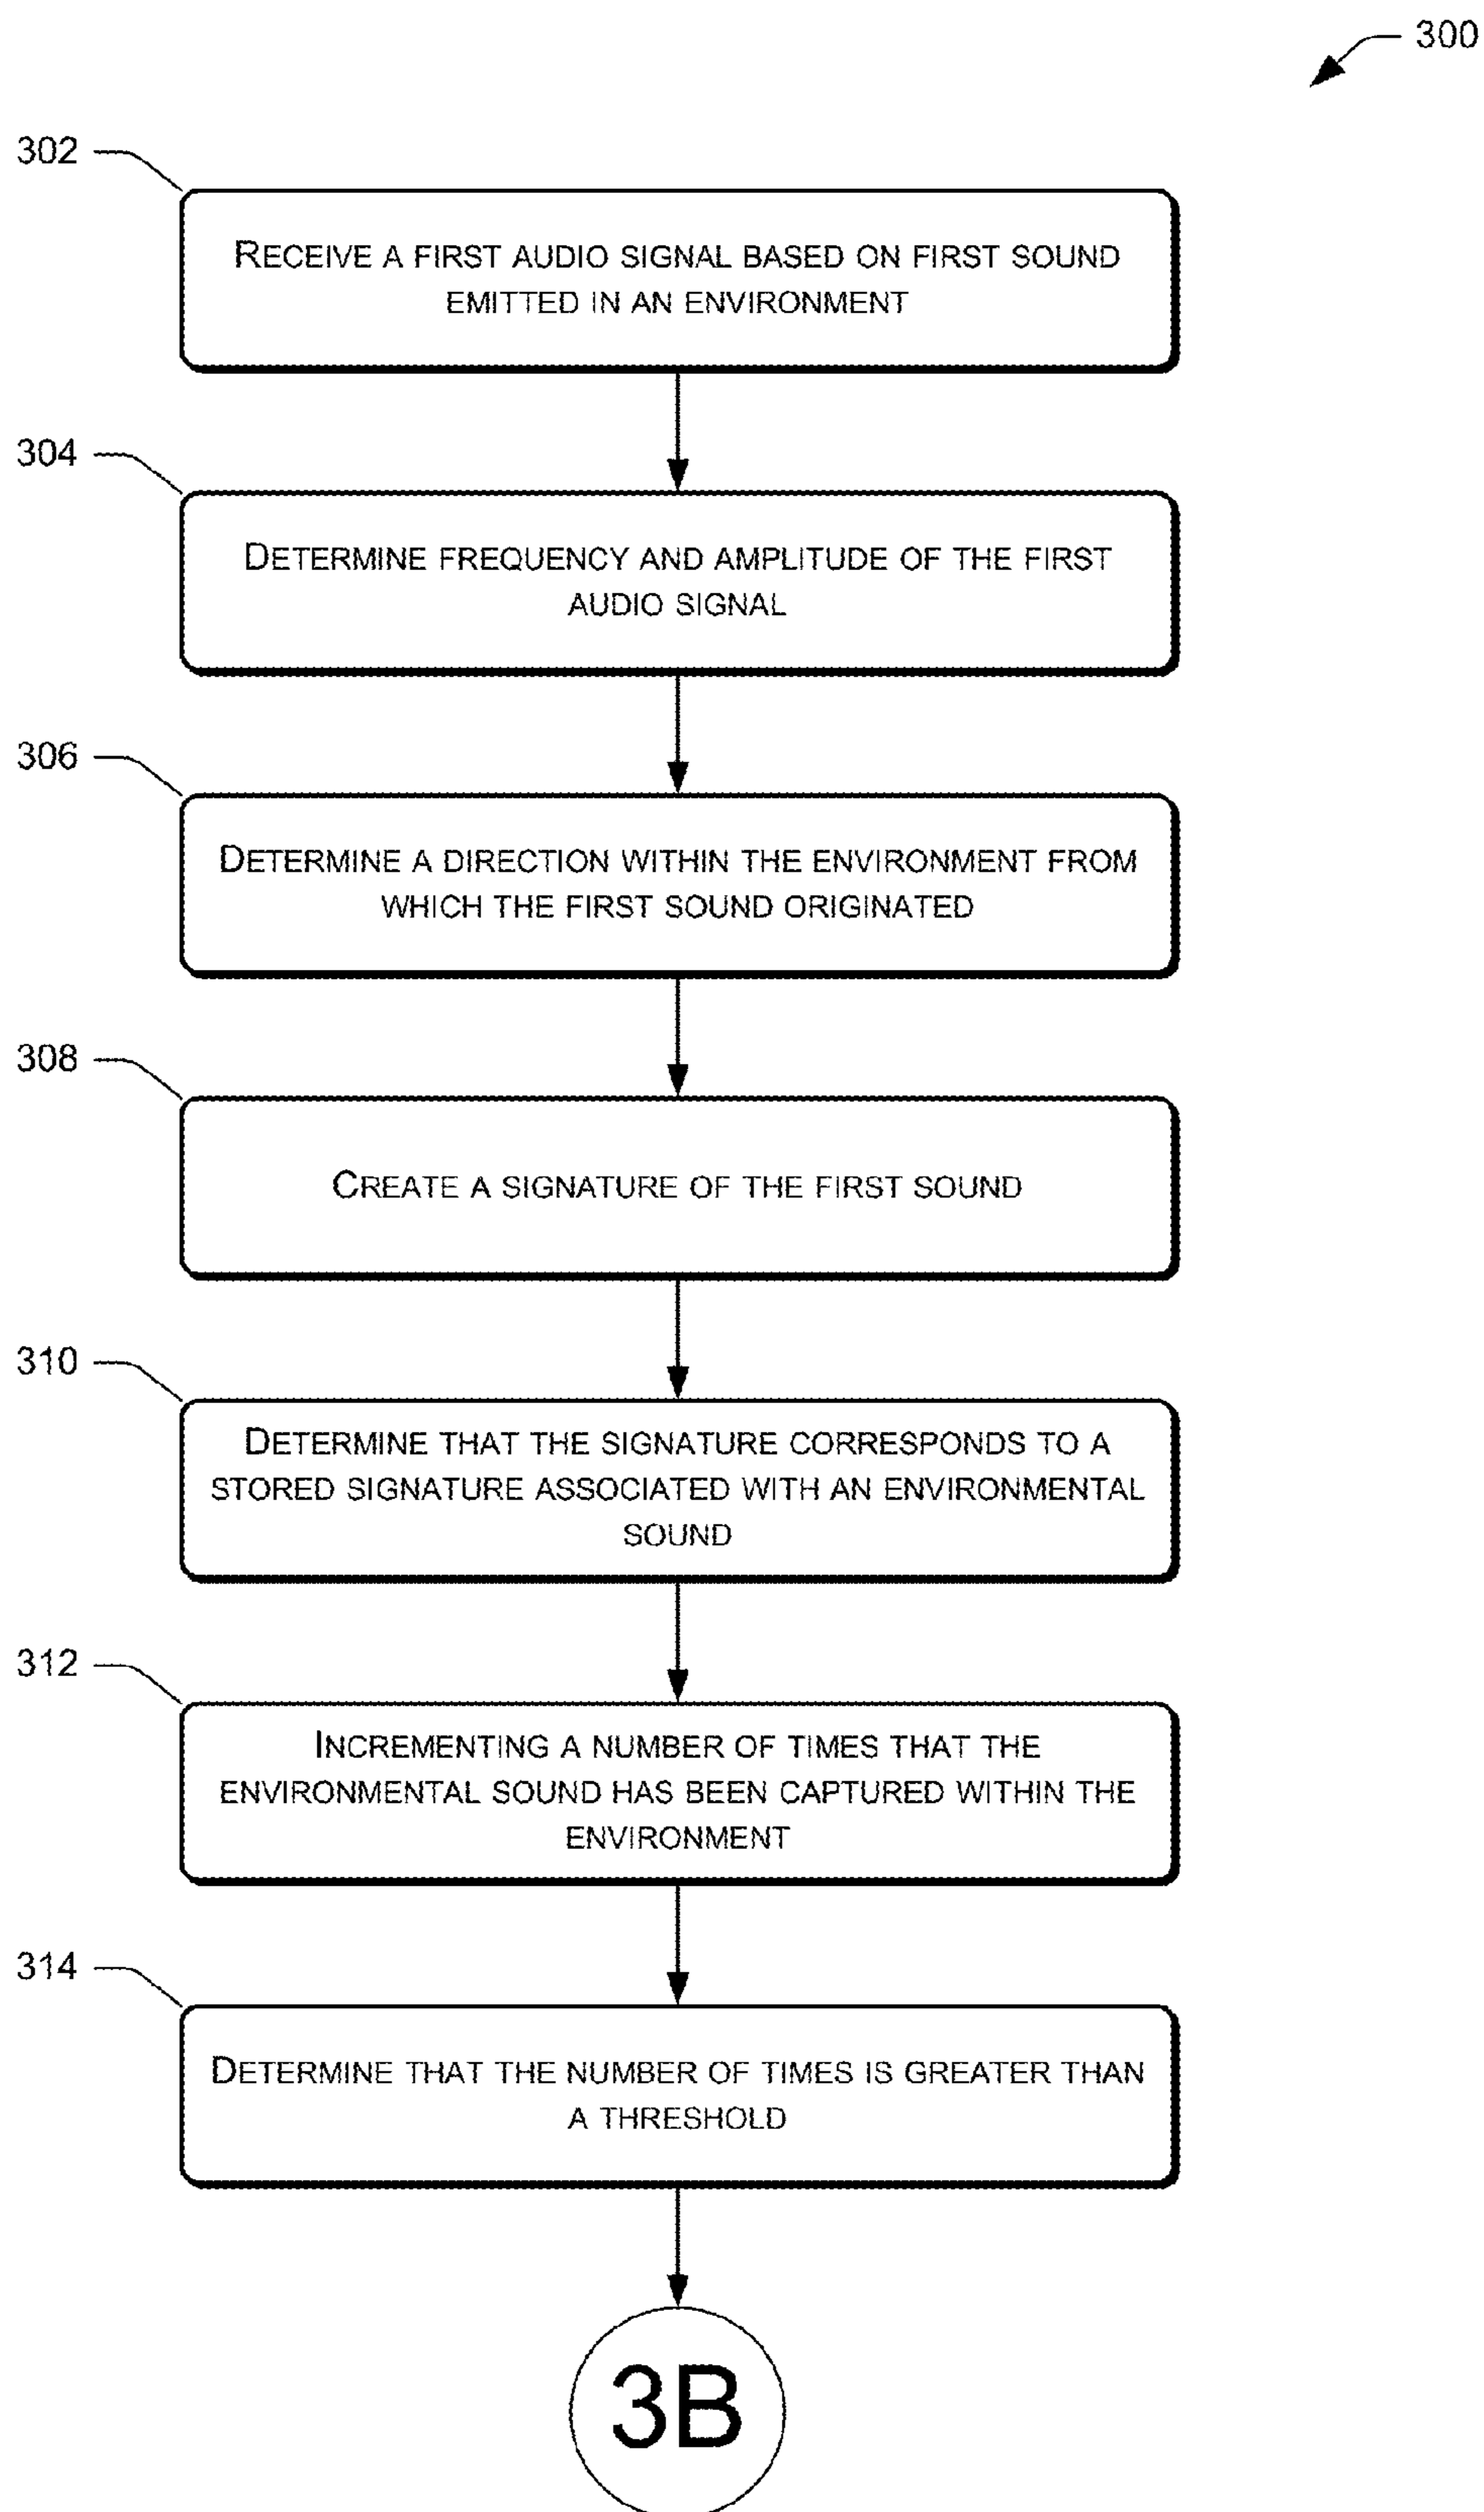 300
302
RECEIVE A FIRST AUDIO SIGNAL BASED ON FIRST SOUND
EMITTED IN AN ENVIRONMENT
304
DETERMINE FREQUENCY AND AMPLITUDE OF THE FIRST
AUDIO SIGNAL
306
DETERMINE A DIRECTION WITHIN THE ENVIRONMENT FROM
WHICH THE FIRST SOUND ORIGINATED
308
CREATE A SIGNATURE OF THE FIRST SOUND
310
DETERMINE THAT THE SIGNATURE CORRESPONDS TO A
STORED SIGNATURE ASSOCIATED WITH AN ENVIRONMENTAL
SOUND
312
INCREMENTING A NUMBER OF TIMES THAT THE
ENVIRONMENTAL SOUND HAS BEEN CAPTURED WITHIN THE
ENVIRONMENT
314
DETERMINE THAT THE NUMBER OF TIMES IS GREATER THAN
A THRESHOLD
3B